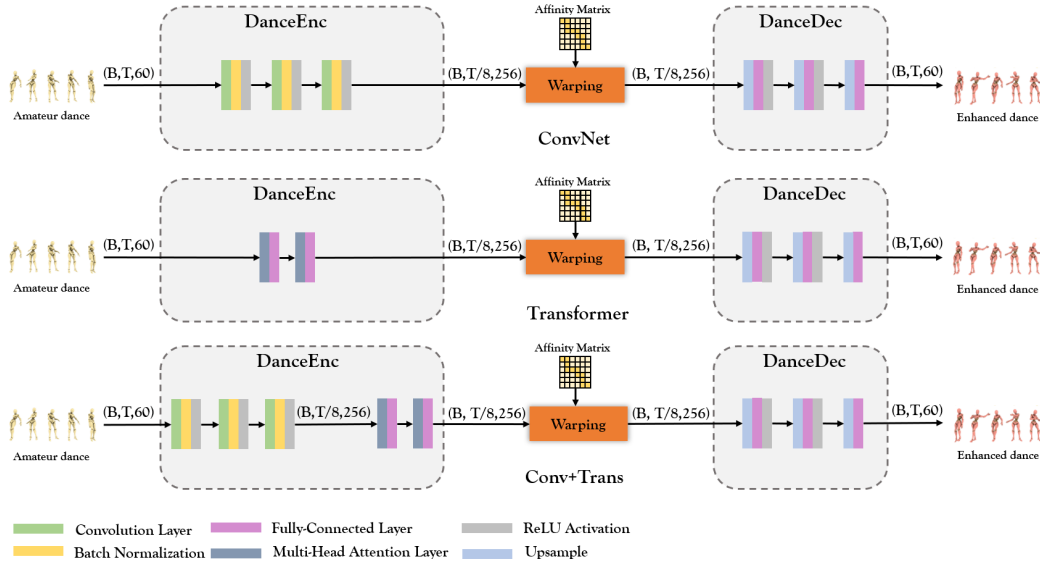 DanceEnc
Affinity Matrix
DanceDec
(B,T,60)
(B,T/8,256)
(B, T/8,256)
(B,T,60)
Warping
Amateur dance
Enhanced dance
ConvNet
DanceEnc
Affinity Matrix
DanceDec
(B,T,60)
(B,T/8,256)
(B, T/8,256)
(B,T,60)
Warping
Amateur dance
Enhanced dance
Transformer
DanceEnc
Affinity Matrix
DanceDec
(B,T,60)
(B,T/8,256)
(B, T/8,256)
(B, T/8,256)
(B,T,60)
Warping
Amateur dance
Enhanced dance
Conv+Trans
Convolution Layer
Fully-Connected Layer
ReLU Activation
Batch Normalization
Multi-Head Attention Layer
Upsample